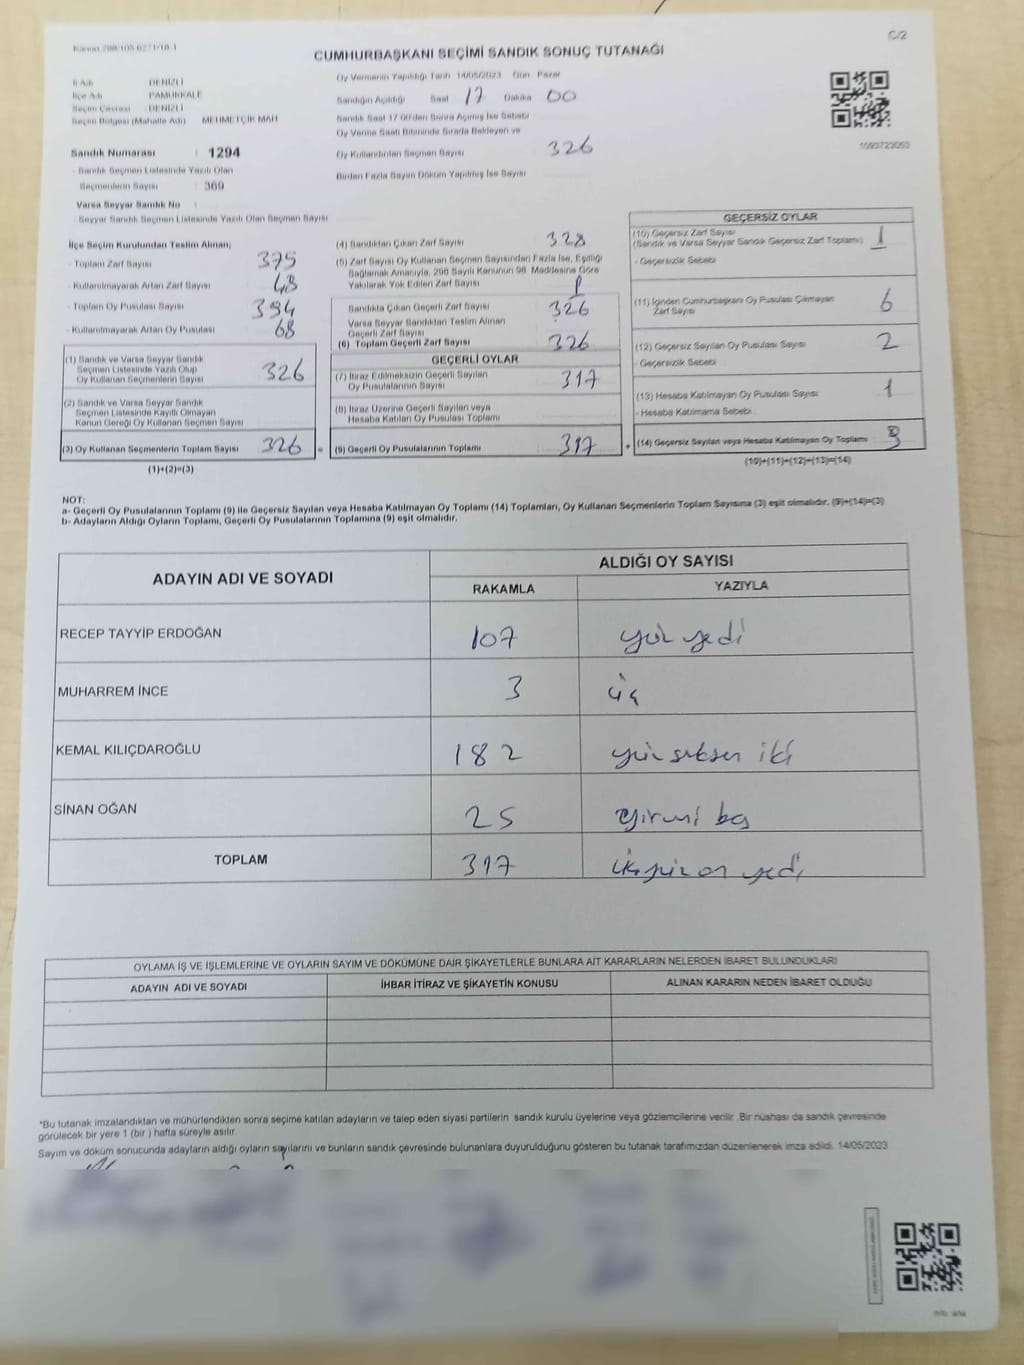 C/2
Kanun 298/105-6271/18-1
CUMHURBAŞKANI SEÇİMİ SANDIK SONUÇ TUTANAĞI
İl Adı : DENİZLİ
İlçe Adı : PAMUKKALE
Seçim Çevresi : DENİZLİ
Seçim Bölgesi (Mahalle Adı) : MEHMETÇİK MAH
Oy Vermenin Yapıldığı Tarih 14/05/2023 Gün Pazar
Sandığın Açıldığı Saat 17 Dakika 00
Sandık Saat 17.00'den Sonra Açılmış İse Sebebi
Oy Verme Saati Bitiminde Sırada Bekleyen ve
Oy Kullandırılan Seçmen Sayısı 326
Birden Fazla Sayım Döküm Yapılmış İse Sayısı
Sandık Numarası : 1294
- Sandık Seçmen Listesinde Yazılı Olan
Seçmenlerin Sayısı : 369
Varsa Seyyar Sandık No :
- Seyyar Sandık Seçmen Listesinde Yazılı Olan Seçmen Sayısı
1093723053
İlçe Seçim Kurulundan Teslim Alınan;
- Toplam Zarf Sayısı 375
- Kullanılmayarak Artan Zarf Sayısı 48
- Toplam Oy Pusulası Sayısı 394
- Kullanılmayarak Artan Oy Pusulası 68
(1) Sandık ve Varsa Seyyar Sandık
Seçmen Listesinde Yazılı Olup
Oy Kullanan Seçmenlerin Sayısı 326
(2) Sandık ve Varsa Seyyar Sandık
Seçmen Listesinde Kayıtlı Olmayan
Kanun Gereği Oy Kullanan Seçmen Sayısı
(3) Oy Kullanan Seçmenlerin Toplam Sayısı 326
(1)+(2)=(3)
(4) Sandıktan Çıkan Zarf Sayısı 328
(5) Zarf Sayısı Oy Kullanan Seçmen Sayısından Fazla İse, Eşitliği
Sağlamak Amacıyla, 298 Sayılı Kanunun 98. Maddesine Göre
Yakılarak Yok Edilen Zarf Sayısı
Sandıkta Çıkan Geçerli Zarf Sayısı 326
Varsa Seyyar Sandıktan Teslim Alınan
Geçerli Zarf Sayısı
(6) Toplam Geçerli Zarf Sayısı 326
GEÇERLİ OYLAR
(7) İtiraz Edilmeksizin Geçerli Sayılan
Oy Pusulalarının Sayısı 317
(8) İtiraz Üzerine Geçerli Sayılan veya
Hesaba Katılan Oy Pusulası Toplamı
= (9) Geçerli Oy Pusulalarının Toplamı 317 +
GEÇERSİZ OYLAR
(10) Geçersiz Zarf Sayısı
(Sandık ve Varsa Seyyar Sandık Geçersiz Zarf Toplamı) 1
- Geçersizlik Sebebi
(11) İçinden Cumhurbaşkanı Oy Pusulası Çıkmayan
Zarf Sayısı 6
(12) Geçersiz Sayılan Oy Pusulası Sayısı 2
- Geçersizlik Sebebi :
(13) Hesaba Katılmayan Oy Pusulası Sayısı 1
- Hesaba Katılmama Sebebi :
(14) Geçersiz Sayılan veya Hesaba Katılmayan Oy Toplamı
(10)+(11)+(12)+(13)=(14)
NOT:
a- Geçerli Oy Pusulalarının Toplamı (9) ile Geçersiz Sayılan veya Hesaba Katılmayan Oy Toplamı (14) Toplamları, Oy Kullanan Seçmenlerin Toplam Sayısına (3) eşit olmalıdır. (9)+(14)=(3)
b- Adayların Aldığı Oyların Toplamı, Geçerli Oy Pusulalarının Toplamına (9) eşit olmalıdır.
ADAYIN ADI VE SOYADI
ALDIĞI OY SAYISI
RAKAMLA YAZIYLA
RECEP TAYYİP ERDOĞAN 107 yüz yedi
MUHARREM İNCE 3 üç
KEMAL KILIÇDAROĞLU 182 yüz seksen iki
SİNAN OĞAN 25 yirmi beş
TOPLAM 317 üçyüz on yedi
OYLAMA İŞ VE İŞLEMLERİNE VE OYLARIN SAYIM VE DÖKÜMÜNE DAİR ŞİKAYETLERLE BUNLARA AİT KARARLARIN NELERDEN İBARET BULUNDUKLARI
ADAYIN ADI VE SOYADI İHBAR İTİRAZ VE ŞİKAYETİN KONUSU ALINAN KARARIN NEDEN İBARET OLDUĞU
*Bu tutanak imzalandıktan ve mühürlendikten sonra seçime katılan adayların ve talep eden siyasi partilerin sandık kurulu üyelerine veya gözlemcilerine verilir. Bir nüshası da sandık çevresinde
görülecek bir yere 1 (bir ) hafta süreyle asılır.
Sayım ve döküm sonucunda adayların aldığı oyların sayılarını ve bunların sandık çevresinde bulunanlara duyurulduğunu gösteren bu tutanak tarafımızdan düzenlenerek imza edildi. 14/05/2023